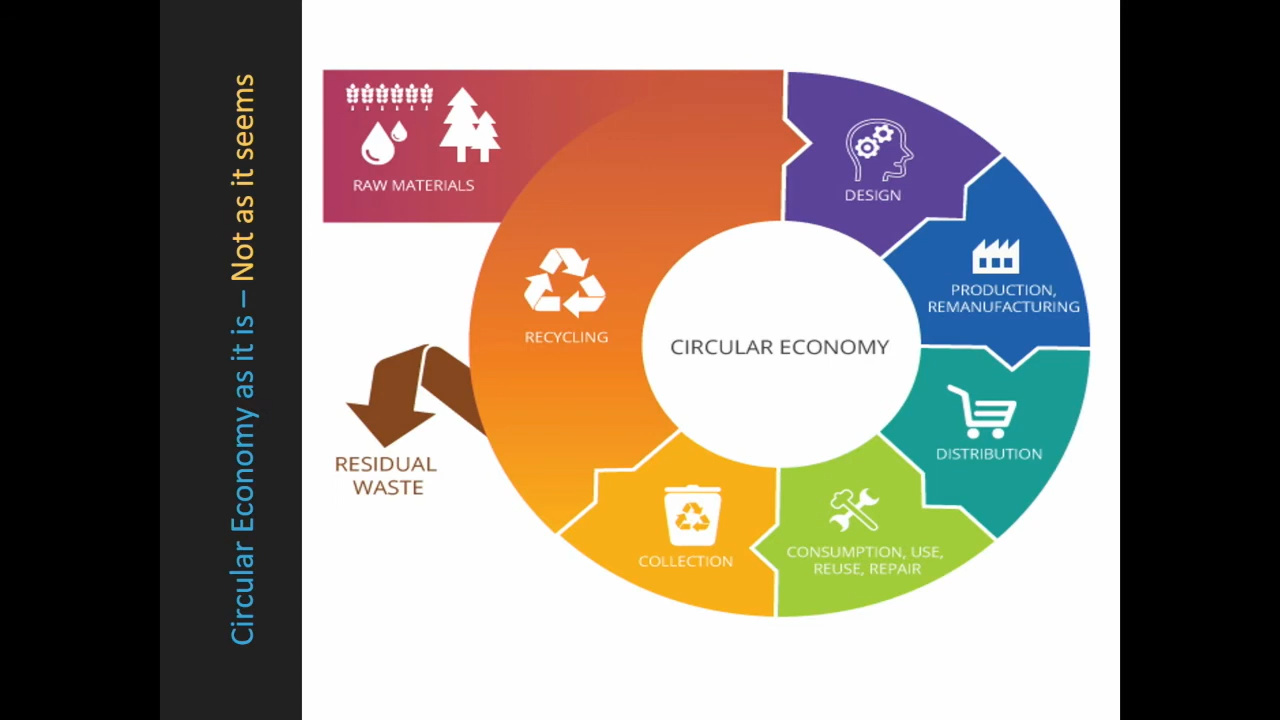 Circular Economy as it is – Not as it seems
RAW MATERIALS
DESIGN
PRODUCTION,
REMANUFACTURING
DISTRIBUTION
CONSUMPTION, USE,
REUSE, REPAIR
COLLECTION
RECYCLING
RESIDUAL
WASTE
CIRCULAR ECONOMY